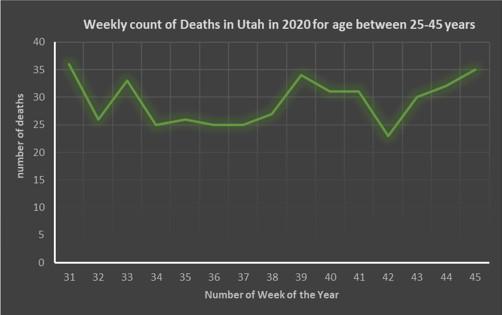 Weekly count of Deaths in Utah in 2020 for age between 25-45 years
40
35
30
25
20
15
10
5
0
number of deaths
31 32 33 34 35 36 37 38 39 40 41 42 43 44 45
Number of Week of the Year